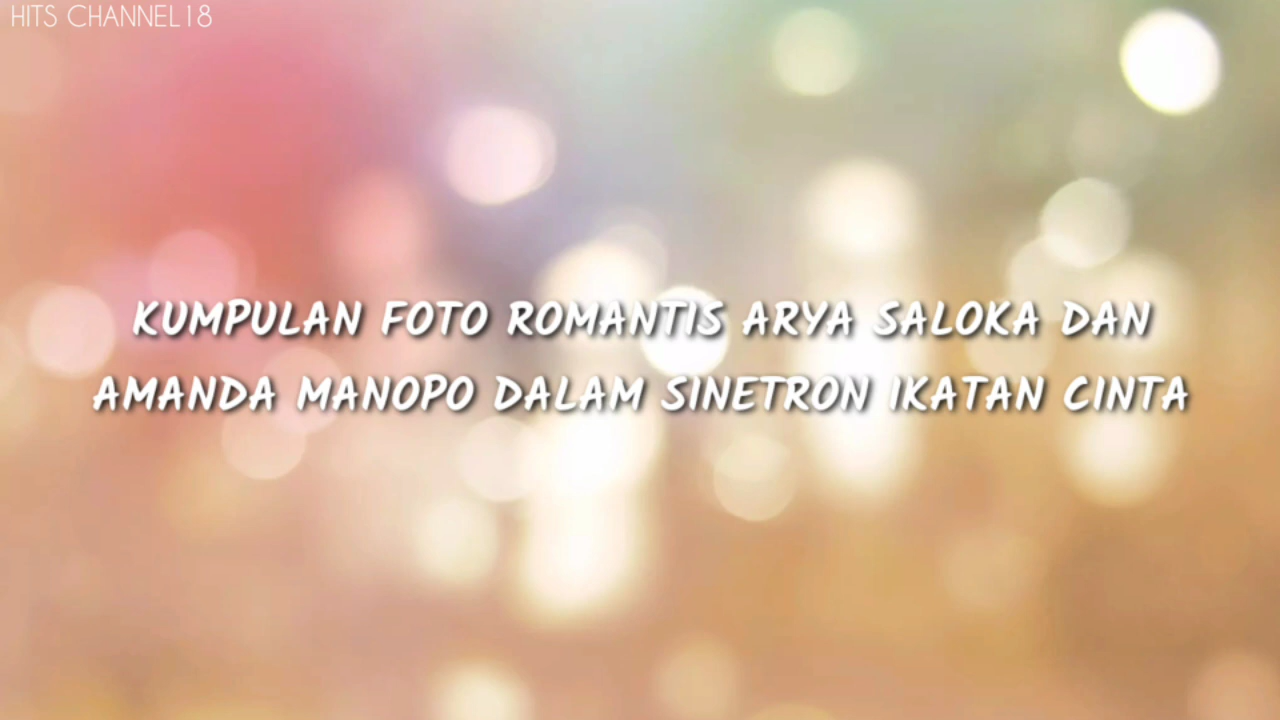 HITS CHANNEL18
KUMPULAN FOTO ROMANTIS ARYA SALOKA DAN
AMANDA MANOPO DALAM SINETRON IKATAN CINTA